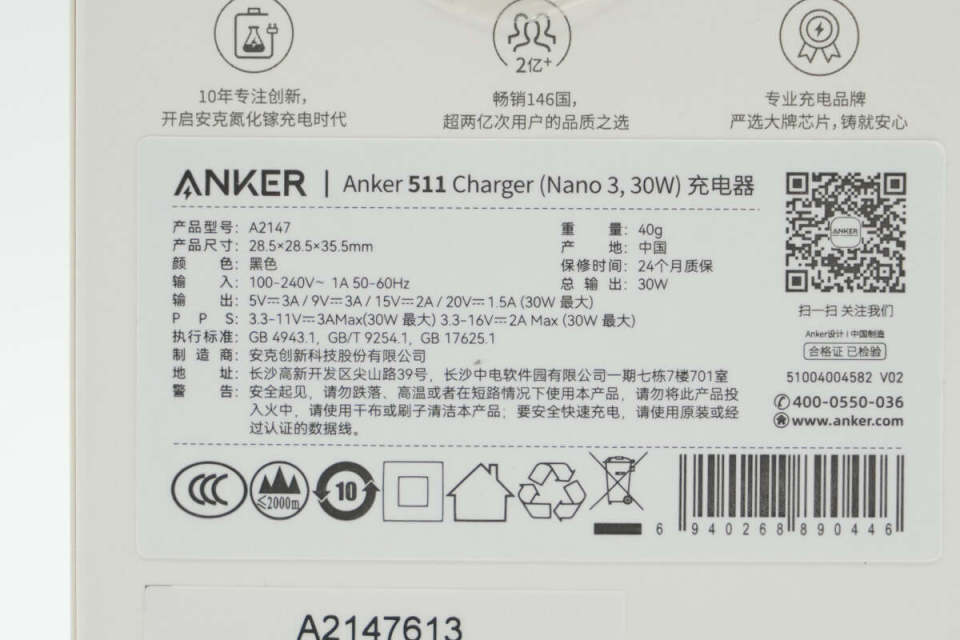 2亿+
10年专注创新，
开启安克氮化镓充电时代
畅销146国，
超两亿次用户的品质之选
专业充电品牌
严选大牌芯片，铸就安心
ANKER | Anker 511 Charger (Nano 3, 30W) 充电器
产品型号： A2147
产品尺寸： 28.5×28.5×35.5mm
颜 色： 黑色
输 入： 100-240V~ 1A 50-60Hz
重 量： 40g
产 地： 中国
保修时间： 24个月质保
总 输 出： 30W
输 出： 5V⎓3A / 9V⎓3A / 15V⎓2A / 20V⎓1.5A (30W 最大)
P P S: 3.3-11V⎓3AMax(30W 最大) 3.3-16V⎓2A Max (30W 最大)
执行标准： GB 4943.1, GB/T 9254.1, GB 17625.1
制 造 商： 安克创新科技股份有限公司
地 址： 长沙高新开发区尖山路39号，长沙中电软件园有限公司一期七栋7楼701室
警 告： 安全起见，请勿跌落、高温或者在短路情况下使用本产品，请勿将此产品投
入火中，请使用干布或刷子清洁本产品；要安全快速充电，请使用原装或经
过认证的数据线。
ANKER
扫一扫 关注我们
Anker设计 | 中国制造
合格证 已检验
51004004582 V02
400-0550-036
www.anker.com
CCC
≤2000m
10
6 940268 890446
A2147613